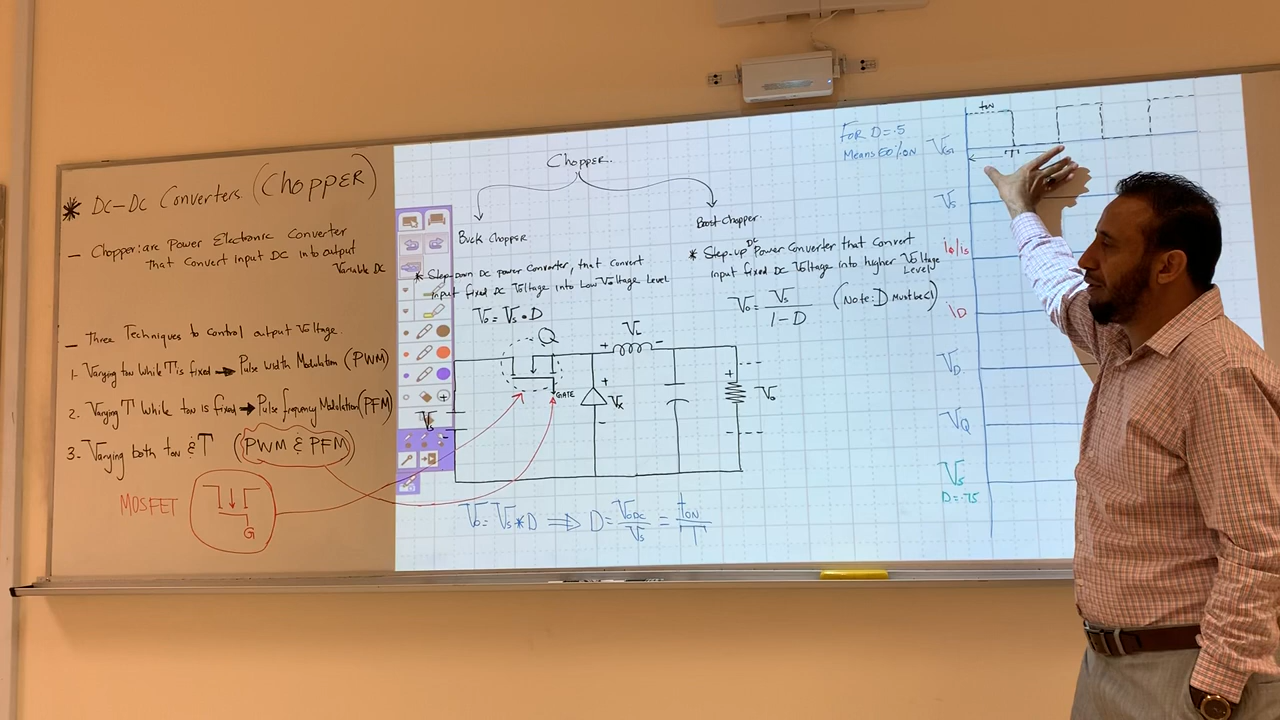 * DC-DC Converters (CHOPPER)
- Chopper: are Power Electronic Converter
that Convert input DC into output
Variable DC
- Three Techniques to control output Voltage.
1- Varying ton while T is fixed → Pulse width Modulation (PWM)
2. Varying T while ton is fixed → Pulse frequency Modulation (PFM)
3- Varying both ton & T (PWM & PFM)
MOSFET
G
Chopper
Buck Chopper
* Step-down DC power Converter, that Convert
input fixed DC Voltage into Low Voltage Level
Vo = Vs • D
Boost Chopper
* Step-up DC Power Converter that Convert
input fixed DC Voltage into higher Voltage
Level
Vo = Vs / 1-D (Note: D must be <1)
Q
GATE
VL
+ -
Vs
+
Vx
-
+
Vo
Vo = Vs * D ⟹ D = VoDC / Vs = tON / T
FOR D = .5
Means 50% ON
tON
T
VG
Vs
iQ/is
iD
VD
VQ
Vs
D = .75